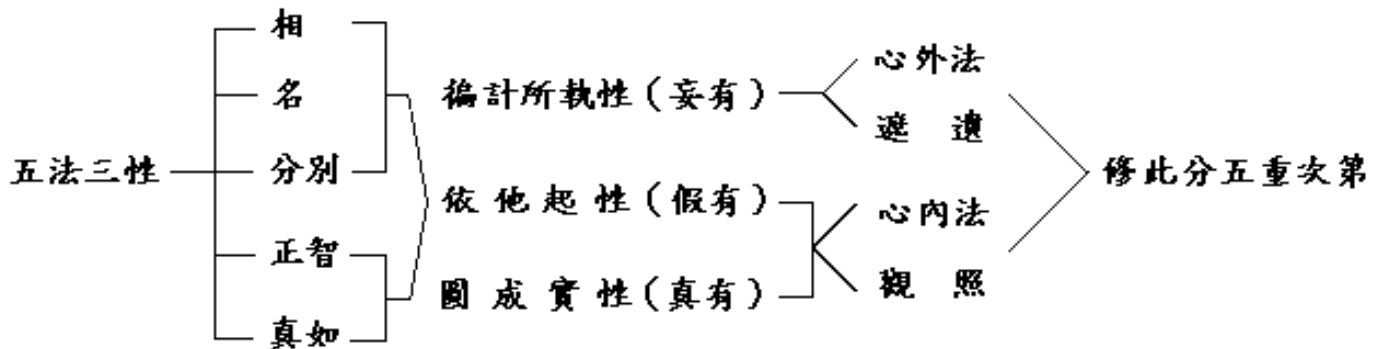 五法三性
相
名
分別
正智
真如
徧計所執性（妄有）
依他起性（假有）
圓成實性（真有）
心外法
遮遣
心內法
觀照
修此分五重次第